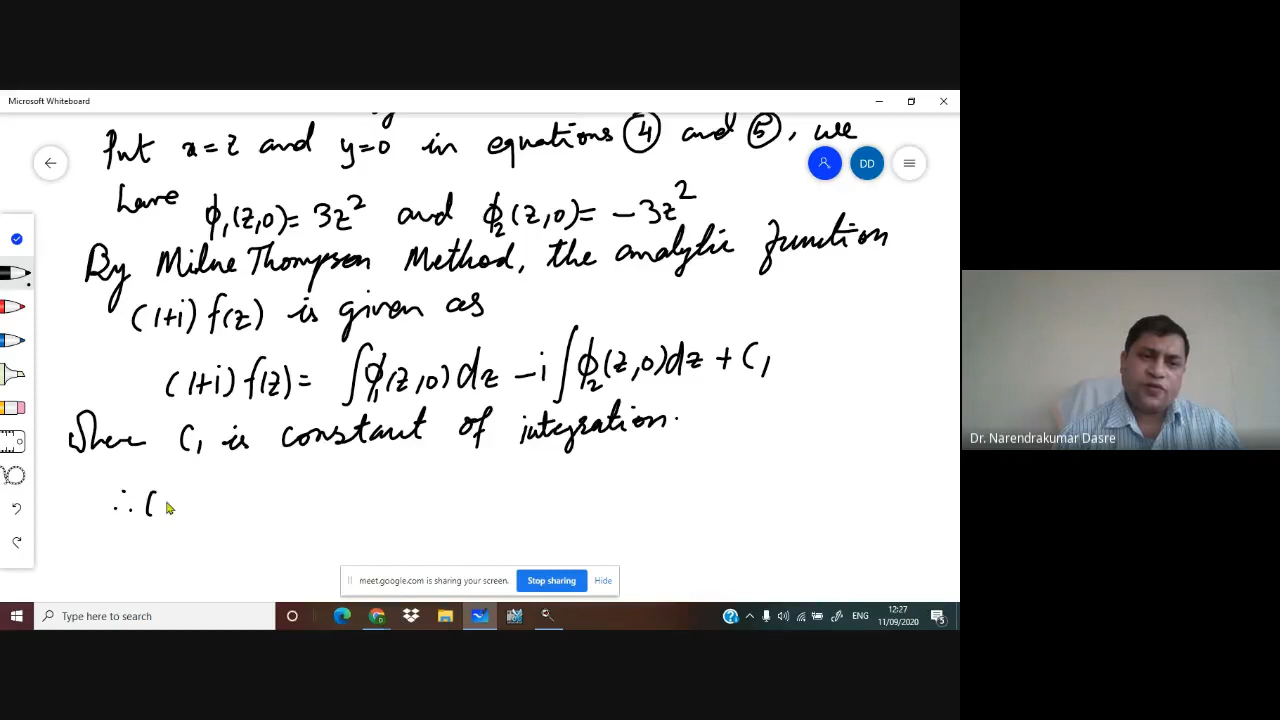 Microsoft Whiteboard
Put x=z and y=0 in equations ④ and ⑤, we
DD
have ϕ₁(z,0)= 3z² and ϕ₂(z,0)= -3z²
By Milne Thompson Method, the analytic function
(1+i) f(z) is given as
(1+i) f(z)= ∫ϕ₁(z,0)dz - i∫ϕ₂(z,0)dz + C₁
Where C₁ is constant of integration.
∴ (
Dr. Narendrakumar Dasre
meet.google.com is sharing your screen.
Stop sharing
Hide
Type here to search
ENG
12:27
11/09/2020
5